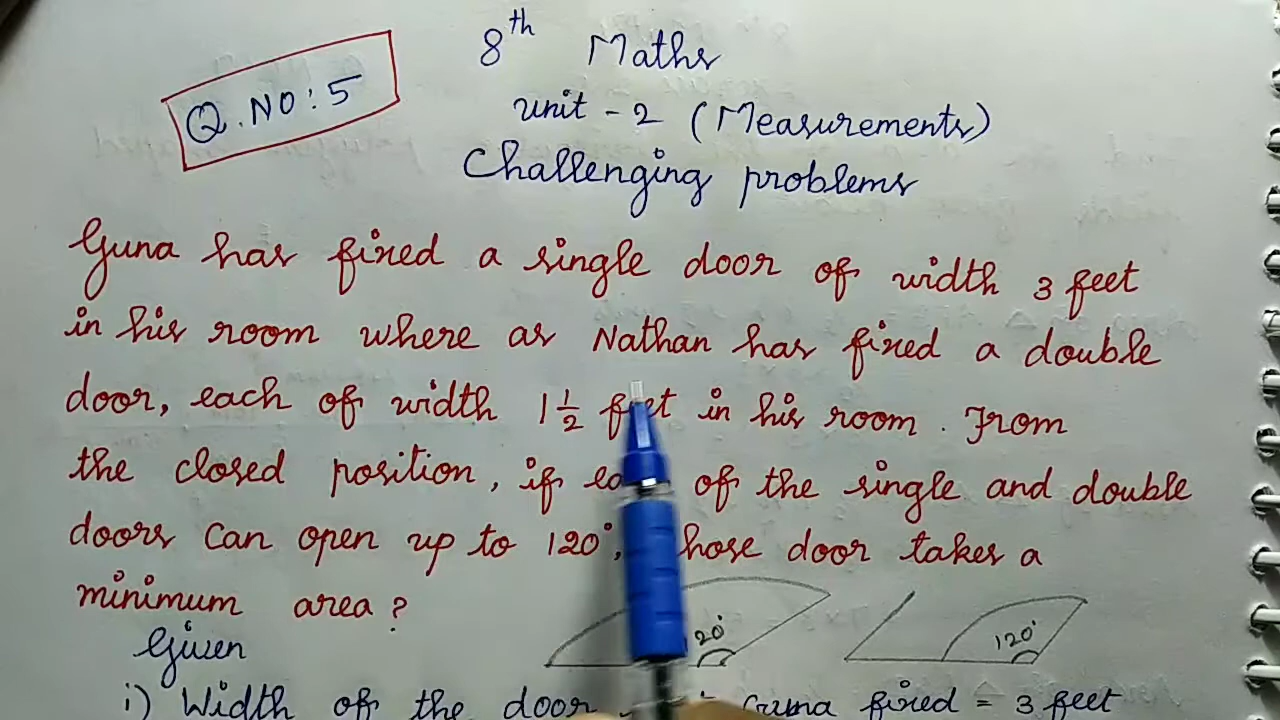 8th Maths
Q.NO:5
unit - 2 (Measurements)
Challenging problems
Guna has fixed a single door of width 3 feet
in his room where as Nathan has fixed a double
door, each of width 1 1/2 feet in his room. From
the closed position, if of the single and double
doors can open up to 120°, door takes a
minimum area?
120°
Given
i) Width of the door Guna fixed = 3 feet